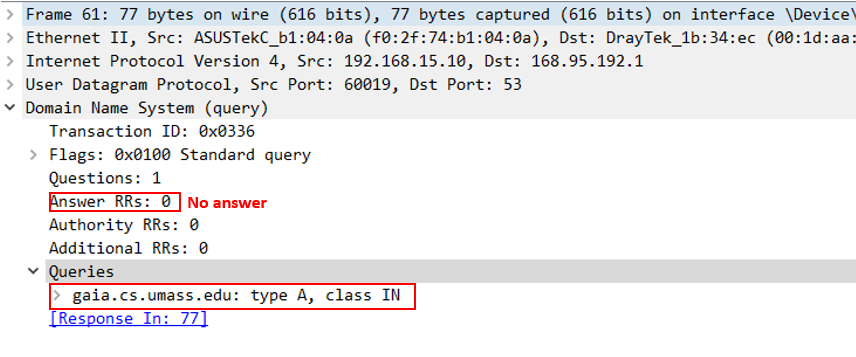 Frame 61: 77 bytes on wire (616 bits), 77 bytes captured (616 bits) on interface \Device\
Ethernet II, Src: ASUSTekC_b1:04:0a (f0:2f:74:b1:04:0a), Dst: DrayTek_1b:34:ec (00:1d:aa:
Internet Protocol Version 4, Src: 192.168.15.10, Dst: 168.95.192.1
User Datagram Protocol, Src Port: 60019, Dst Port: 53
Domain Name System (query)
Transaction ID: 0x0336
Flags: 0x0100 Standard query
Questions: 1
Answer RRs: 0 No answer
Authority RRs: 0
Additional RRs: 0
Queries
gaia.cs.umass.edu: type A, class IN
[Response In: 77]